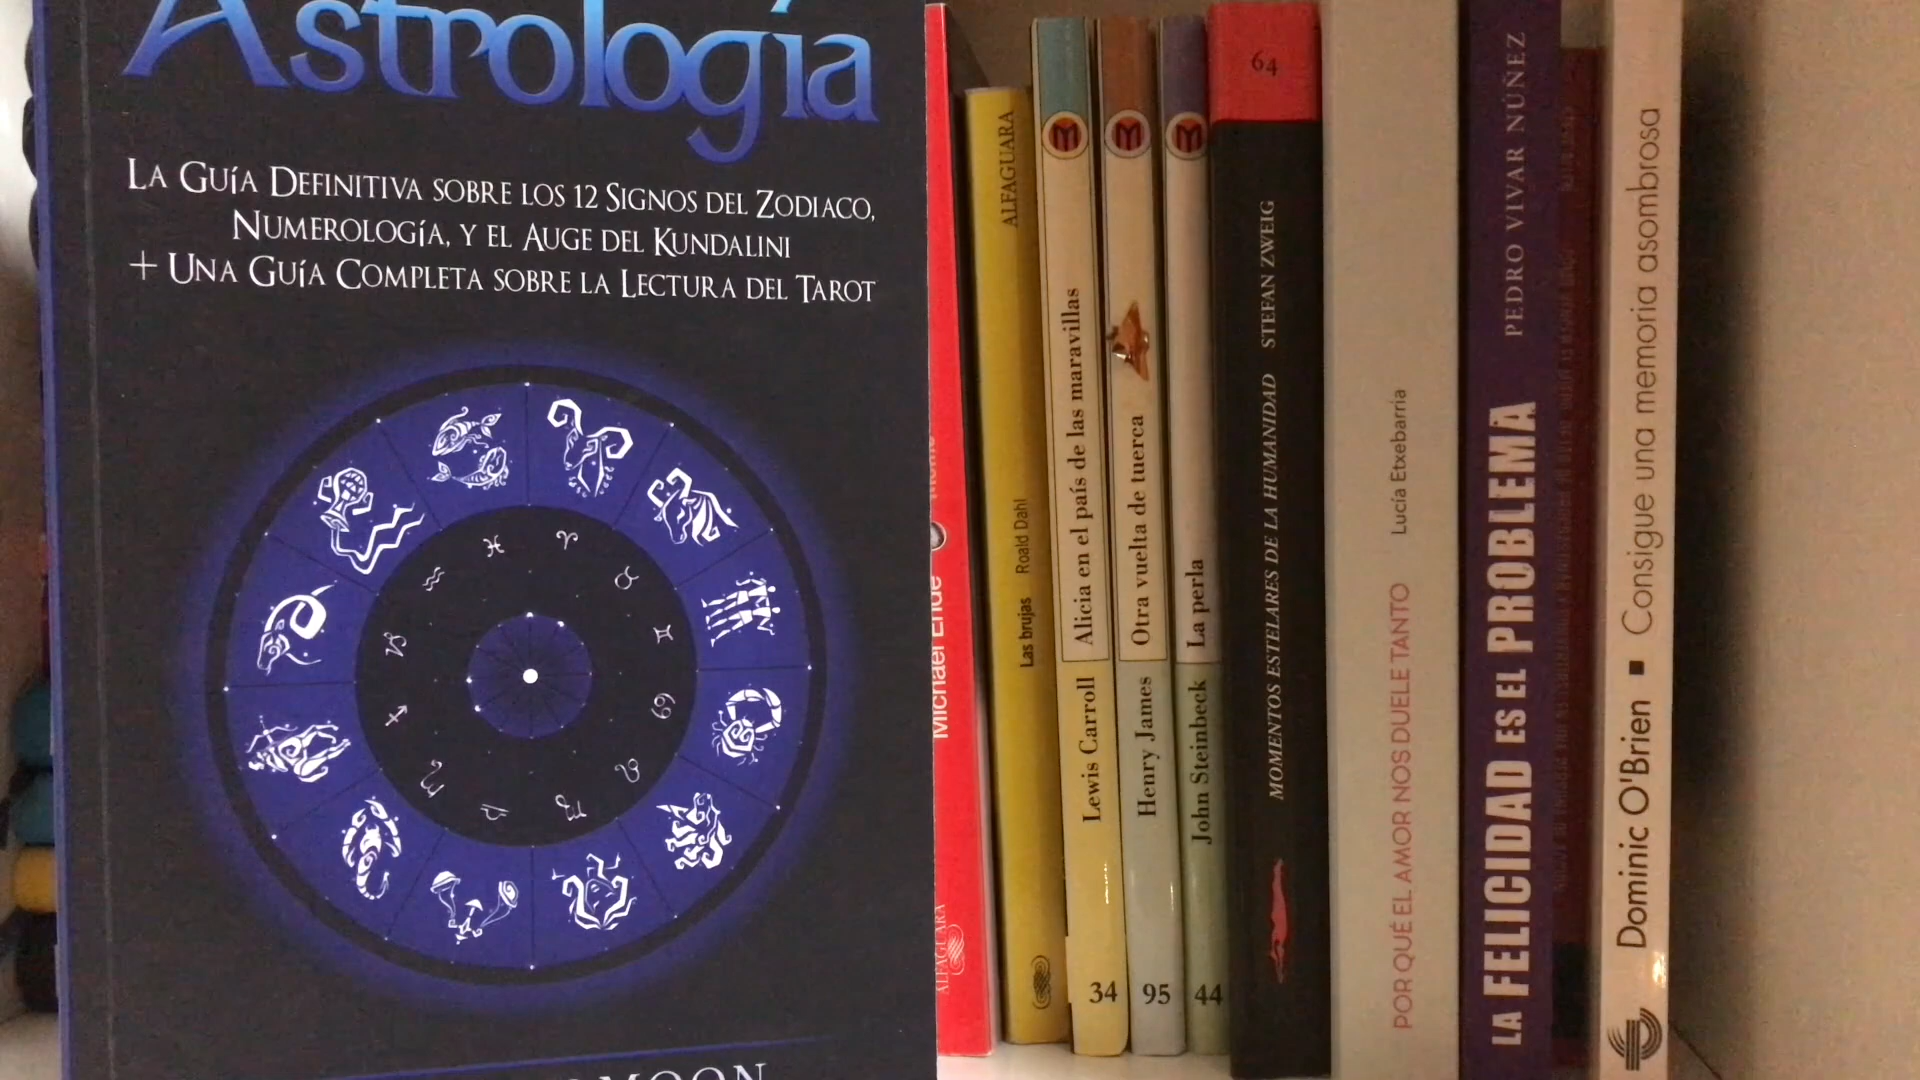 Astrología
LA GUÍA DEFINITIVA SOBRE LOS 12 SIGNOS DEL ZODIACO,
NUMEROLOGÍA, Y EL AUGE DEL KUNDALINI
+ UNA GUÍA COMPLETA SOBRE LA LECTURA DEL TAROT
Michael Ende
ALFAGUARA
Las brujas Roald Dahl
ALFAGUARA
Lewis Carroll Alicia en el país de las maravillas
34
Henry James Otra vuelta de tuerca
95
John Steinbeck La perla
44
64
MOMENTOS ESTELARES DE LA HUMANIDAD STEFAN ZWEIG
POR QUÉ EL AMOR NOS DUELE TANTO Lucía Etxebarria
LA FELICIDAD ES EL PROBLEMA PEDRO VIVAR NÚÑEZ
Dominic O'Brien ■ Consigue una memoria asombrosa